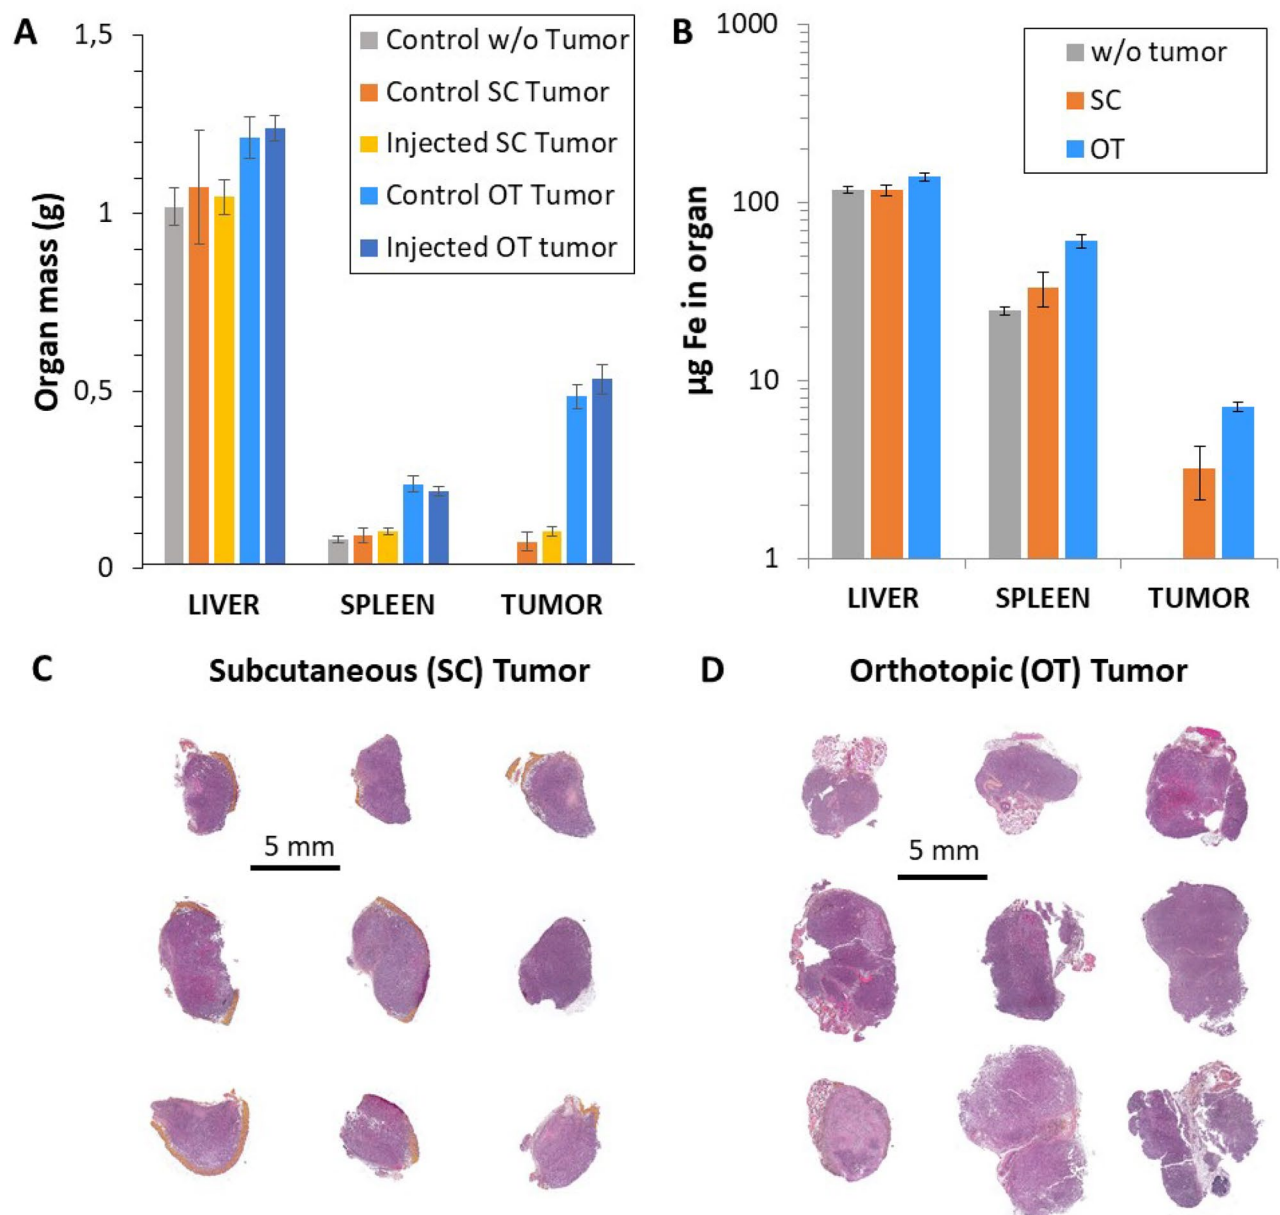 A
1,5
1
0,5
0
Organ mass (g)
Control w/o Tumor
Control SC Tumor
Injected SC Tumor
Control OT Tumor
Injected OT tumor
LIVER SPLEEN TUMOR
B
1000
100
10
1
µg Fe in organ
w/o tumor
SC
OT
LIVER SPLEEN TUMOR
C Subcutaneous (SC) Tumor
5 mm
D Orthotopic (OT) Tumor
5 mm